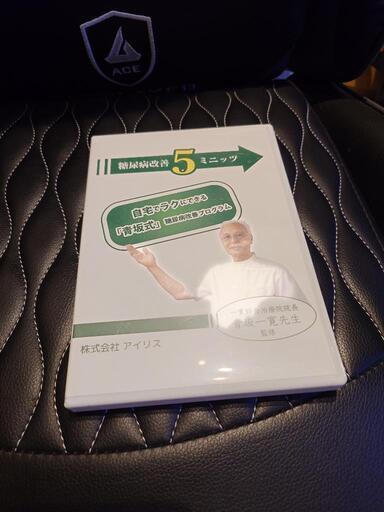 ACE
糖尿病改善5ミニッツ
自宅でラクにできる
「青坂式」糖尿病改善プログラム
院長
青坂一寛先生
監修
株式会社 アイリス